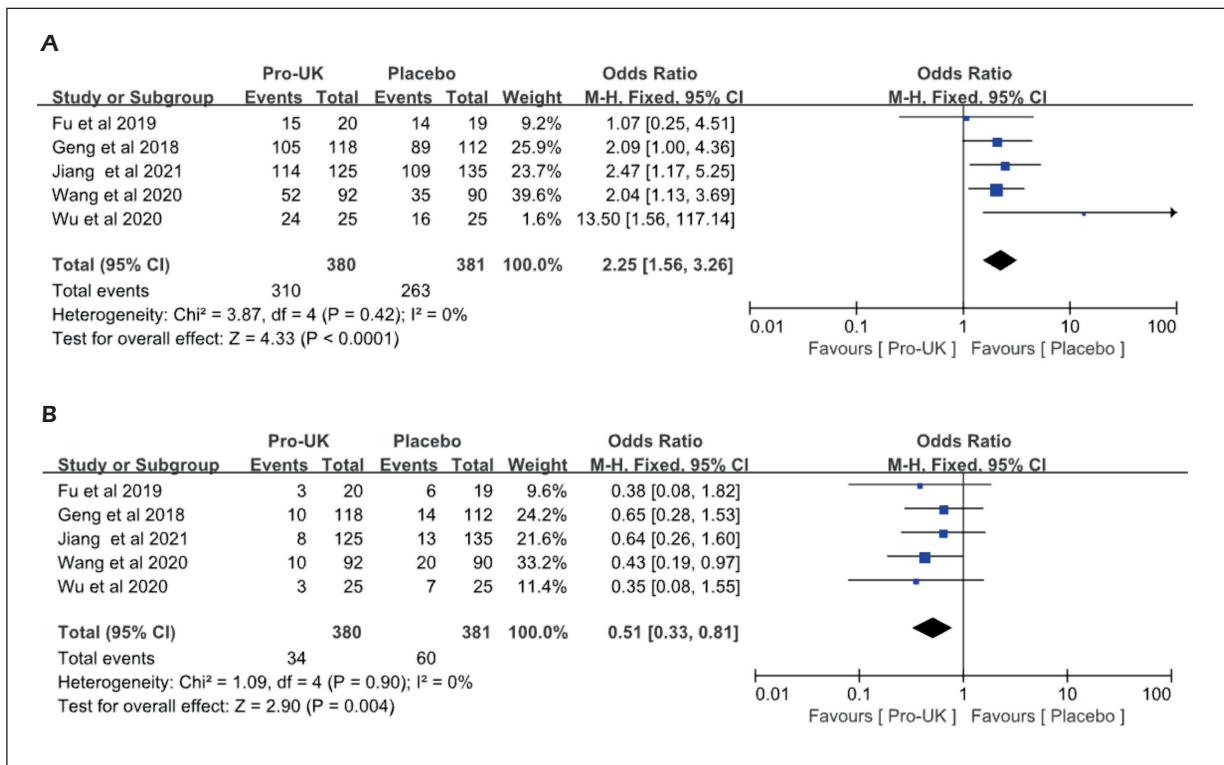 A
Pro-UK Placebo Odds Ratio Odds Ratio
Study or Subgroup Events Total Events Total Weight M-H. Fixed. 95% CI M-H. Fixed. 95% CI
Fu et al 2019 15 20 14 19 9.2% 1.07 [0.25, 4.51]
Geng et al 2018 105 118 89 112 25.9% 2.09 [1.00, 4.36]
Jiang et al 2021 114 125 109 135 23.7% 2.47 [1.17, 5.25]
Wang et al 2020 52 92 35 90 39.6% 2.04 [1.13, 3.69]
Wu et al 2020 24 25 16 25 1.6% 13.50 [1.56, 117.14]
Total (95% CI) 380 381 100.0% 2.25 [1.56, 3.26]
Total events 310 263
Heterogeneity: Chi² = 3.87, df = 4 (P = 0.42); I² = 0%
Test for overall effect: Z = 4.33 (P < 0.0001)
0.01 0.1 1 10 100
Favours [ Pro-UK ] Favours [ Placebo ]
B
Pro-UK Placebo Odds Ratio Odds Ratio
Study or Subgroup Events Total Events Total Weight M-H. Fixed. 95% CI M-H. Fixed. 95% CI
Fu et al 2019 3 20 6 19 9.6% 0.38 [0.08, 1.82]
Geng et al 2018 10 118 14 112 24.2% 0.65 [0.28, 1.53]
Jiang et al 2021 8 125 13 135 21.6% 0.64 [0.26, 1.60]
Wang et al 2020 10 92 20 90 33.2% 0.43 [0.19, 0.97]
Wu et al 2020 3 25 7 25 11.4% 0.35 [0.08, 1.55]
Total (95% CI) 380 381 100.0% 0.51 [0.33, 0.81]
Total events 34 60
Heterogeneity: Chi² = 1.09, df = 4 (P = 0.90); I² = 0%
Test for overall effect: Z = 2.90 (P = 0.004)
0.01 0.1 1 10 100
Favours [ Pro-UK ] Favours [ Placebo ]